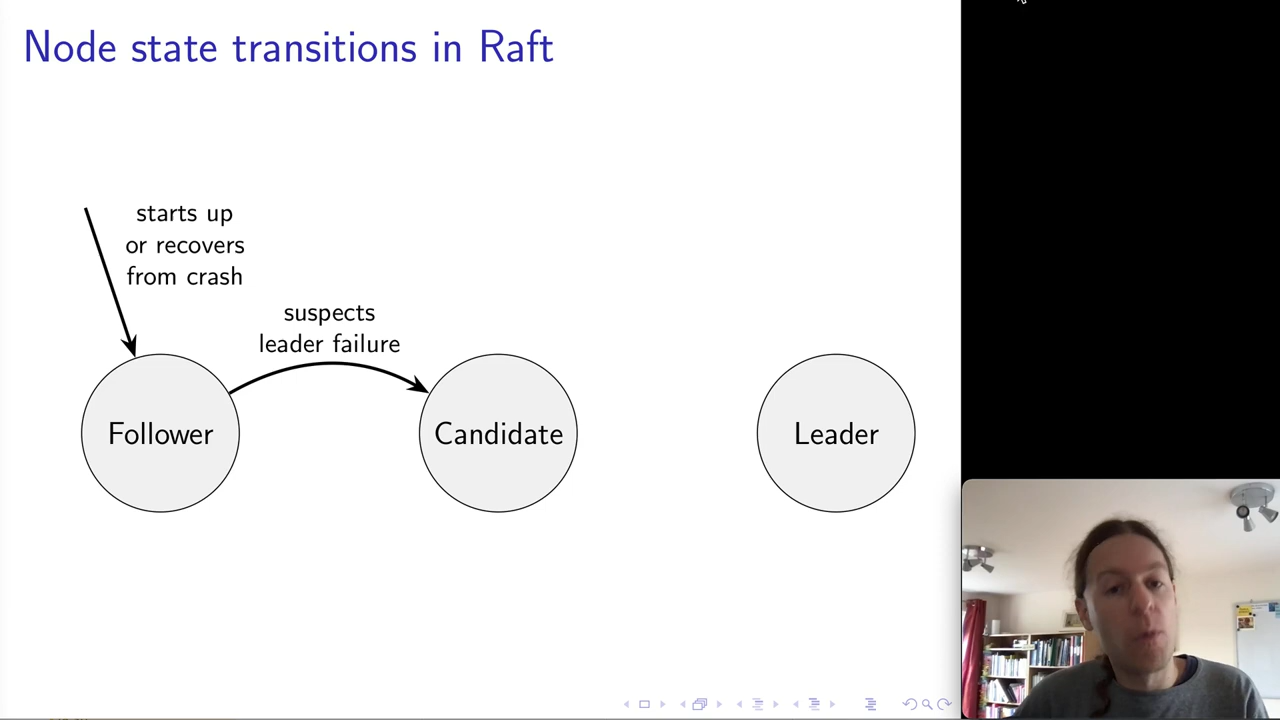 Node state transitions in Raft
starts up
or recovers
from crash
suspects
leader failure
Follower
Candidate
Leader